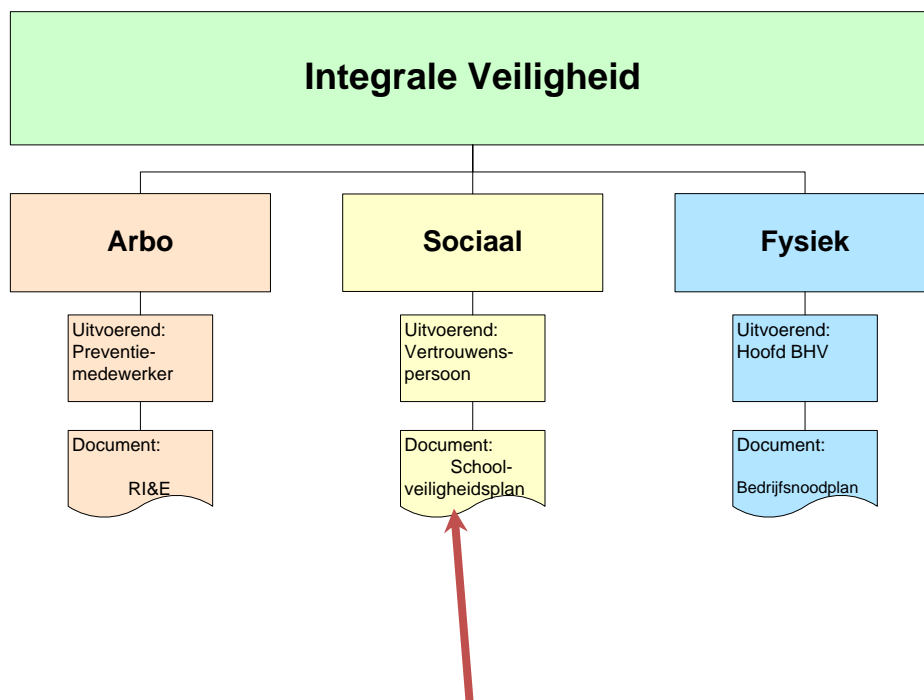 Integrale Veiligheid
Arbo
Sociaal
Fysiek
Uitvoerend:
Preventie-
medewerker
Uitvoerend:
Vertrouwens-
persoon
Uitvoerend:
Hoofd BHV
Document:
RI&E
Document:
School-
veiligheidsplan
Document:
Bedrijfsnoodplan